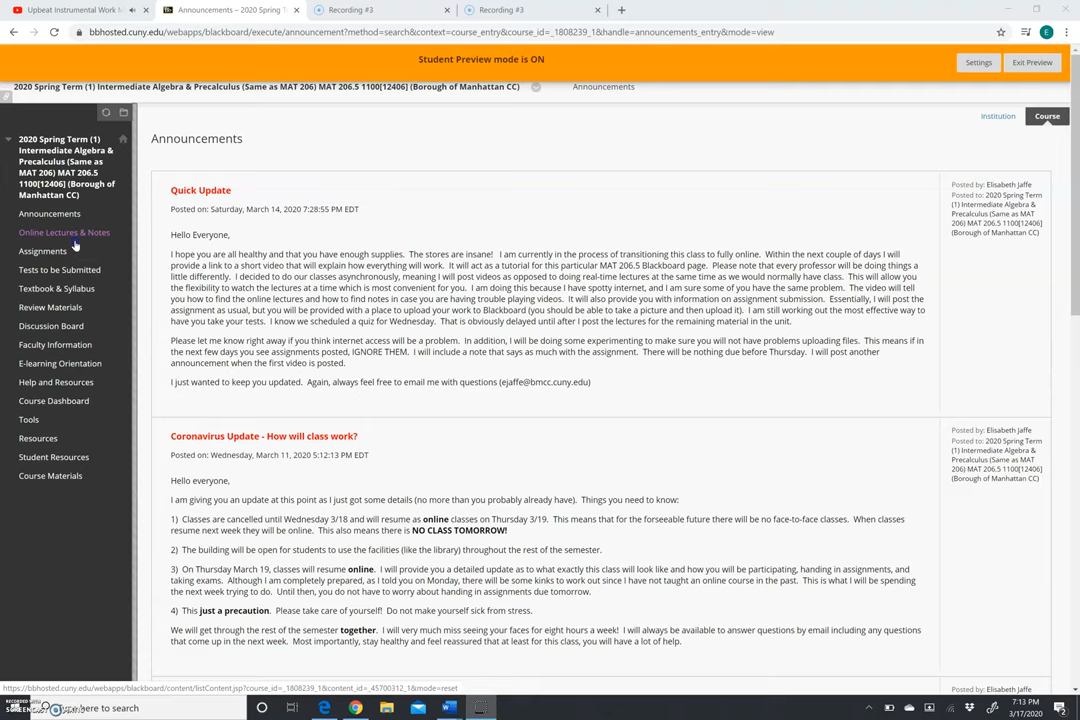 Upbeat Instrumental Work M
Announcements – 2020 Spring T
Recording #3
Recording #3
bbhosted.cuny.edu/webapps/blackboard/execute/announcement?method=search&context=course_entry&course_id=_1808239_1&handle=announcements_entry&mode=view
E
Student Preview mode is ON
Settings
Exit Preview
2020 Spring Term (1) Intermediate Algebra & Precalculus (Same as MAT 206) MAT 206.5 1100[12406] (Borough of Manhattan CC)
Announcements
Institution
Course
2020 Spring Term (1)
Intermediate Algebra &
Precalculus (Same as
MAT 206) MAT 206.5
1100[12406] (Borough of
Manhattan CC)
Announcements
Online Lectures & Notes
Assignments
Tests to be Submitted
Textbook & Syllabus
Review Materials
Discussion Board
Faculty Information
E-learning Orientation
Help and Resources
Course Dashboard
Tools
Resources
Student Resources
Course Materials
Announcements
Quick Update
Posted on: Saturday, March 14, 2020 7:28:55 PM EDT
Hello Everyone,
I hope you are all healthy and that you have enough supplies. The stores are insane! I am currently in the process of transitioning this class to fully online. Within the next couple of days I will
provide a link to a short video that will explain how everything will work. It will act as a tutorial for this particular MAT 206.5 Blackboard page. Please note that every professor will be doing things a
little differently. I decided to do our classes asynchronously, meaning I will post videos as opposed to doing real-time lectures at the same time as we would normally have class. This will allow you
the flexibility to watch the lectures at a time which is most convenient for you. I am doing this because I have spotty internet, and I am sure some of you have the same problem. The video will
tell you how to find the online lectures and how to find notes in case you are having trouble playing videos. It will also provide you with information on assignment submission. Essentially, I will post the
assignment as usual, but you will be provided with a place to upload your work to Blackboard (you should be able to take a picture and then upload it). I am still working out the most effective way to
have you take your tests. I know we scheduled a quiz for Wednesday. That is obviously delayed until after I post the lectures for the remaining material in the unit.
Please let me know right away if you think internet access will be a problem. In addition, I will be doing some experimenting to make sure you will not have problems uploading files. This means if in
the next few days you see assignments posted, IGNORE THEM. I will include a note that says as much with the assignment. There will be nothing due before Thursday. I will post another
announcement when the first video is posted.
I just wanted to keep you updated. Again, always feel free to email me with questions (ejaffe@bmcc.cuny.edu)
Posted by: Elisabeth Jaffe
Posted to: 2020 Spring
Term (1) Intermediate
Algebra & Precalculus
(Same as MAT 206) MAT
206.5 1100[12406]
(Borough of Manhattan
CC)
Coronavirus Update - How will class work?
Posted on: Wednesday, March 11, 2020 5:12:13 PM EDT
Hello everyone,
I am giving you an update at this point as I just got some details (no more than you probably already have). Things you need to know:
1) Classes are cancelled until Wednesday 3/18 and will resume as online classes on Thursday 3/19. This means that for the forseeable future there will be no face-to-face classes. When classes
resume next week they will be online. This also means there is NO CLASS TOMORROW!
2) The building will be open for students to use the facilities (like the library) throughout the rest of the semester.
3) On Thursday March 19, classes will resume online. I will provide you a detailed update as to what exactly this class will look like and how you will be participating, handing in assignments, and
taking exams. Although I am completely prepared, as I told you on Monday, there will be some kinks to work out since I have not taught an online course in the past. This is what I will be spending
the next week trying to do. Until then, you do not have to worry about handing in assignments due tomorrow.
4) This just a precaution. Please take care of yourself! Do not make yourself sick from stress.
We will get through the rest of the semester together. I will very much miss seeing your faces for eight hours a week! I will always be available to answer questions by email including any questions
that come up in the next week. Most importantly, stay healthy and feel reassured that at least for this class, you will have a lot of help.
Posted by: Elisabeth Jaffe
Posted to: 2020 Spring
Term (1) Intermediate
Algebra & Precalculus
(Same as MAT 206) MAT
206.5 1100[12406]
(Borough of Manhattan
CC)
Posted by: Elisabeth Jaffe
https://bbhosted.cuny.edu/webapps/blackboard/content/listContent.jsp?course_id=_1808239_1&content_id=_45700312_1&mode=reset
RECORDED WITH
here to search
7:13 PM
3/17/2020
2